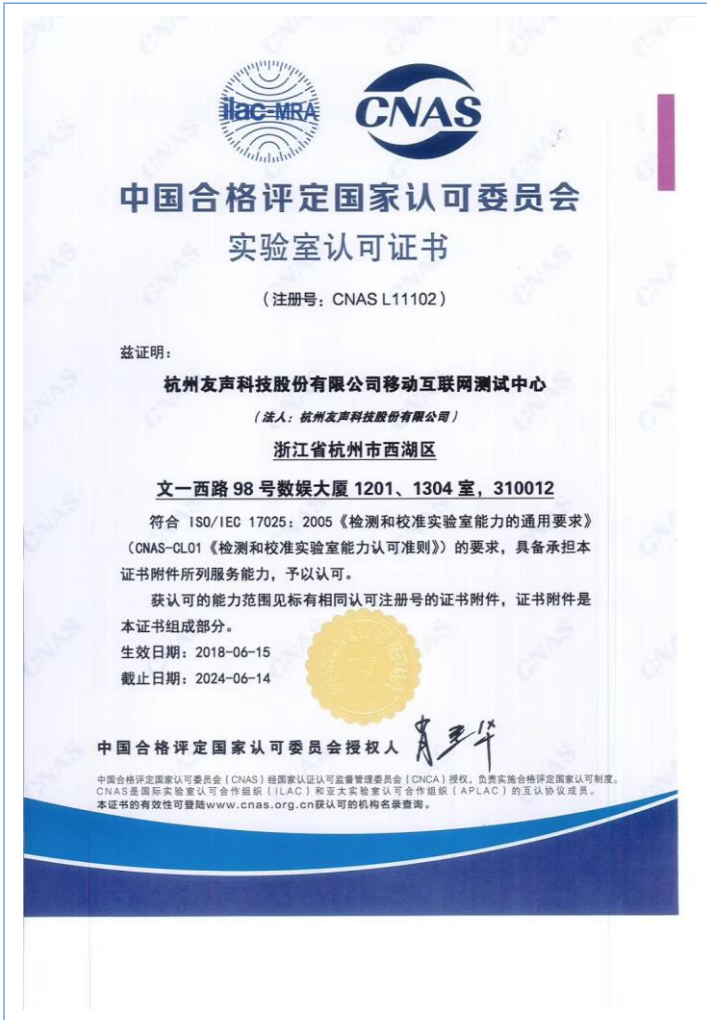 ilac-MRA
CNAS
中国合格评定国家认可委员会
实验室认可证书
（注册号：CNAS L11102）
兹证明：
杭州友声科技股份有限公司移动互联网测试中心
（法人：杭州友声科技股份有限公司）
浙江省杭州市西湖区
文一西路 98 号数娱大厦 1201、1304 室，310012
符合 ISO/IEC 17025：2005《检测和校准实验室能力的通用要求》
（CNAS-CL01《检测和校准实验室能力认可准则》）的要求，具备承担本
证书附件所列服务能力，予以认可。
获认可的能力范围见标有相同认可注册号的证书附件，证书附件是
本证书组成部分。
生效日期：2018-06-15
截止日期：2024-06-14
中国合格评定国家认可委员会授权人
中国合格评定国家认可委员会（CNAS）经国家认证认可监督管理委员会（CNCA）授权，负责实施合格评定国家认可制度。
CNAS是国际实验室认可合作组织（ILAC）和亚太实验室认可合作组织（APLAC）的互认协议成员。
本证书的有效性可登陆www.cnas.org.cn获认可的机构名录查询。